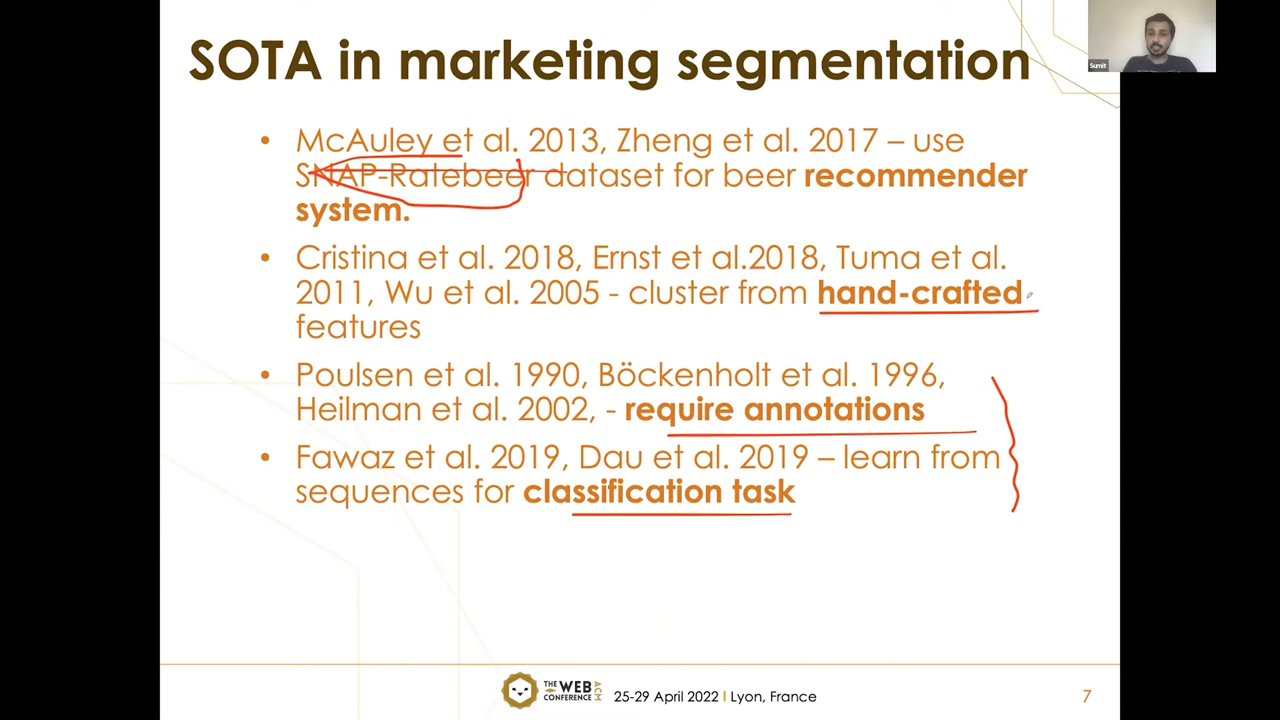 SOTA in marketing segmentation
Sumit
• McAuley et al. 2013, Zheng et al. 2017 – use
SNAP-Ratebeer dataset for beer recommender
system.
• Cristina et al. 2018, Ernst et al.2018, Tuma et al.
2011, Wu et al. 2005 - cluster from hand-crafted
features
• Poulsen et al. 1990, Böckenholt et al. 1996,
Heilman et al. 2002, - require annotations
• Fawaz et al. 2019, Dau et al. 2019 – learn from
sequences for classification task
THE WEB CONFERENCE ACM
25-29 April 2022 I Lyon, France
7